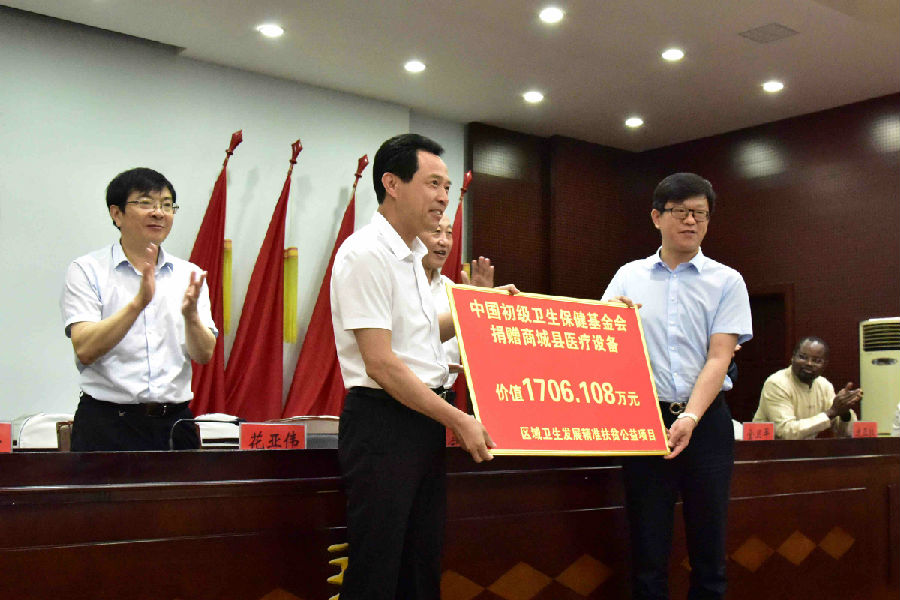 中国初级卫生保健基金会
捐赠商城县医疗设备
价值1706.108万元
区域卫生发展精准扶贫公益项目
花亚伟